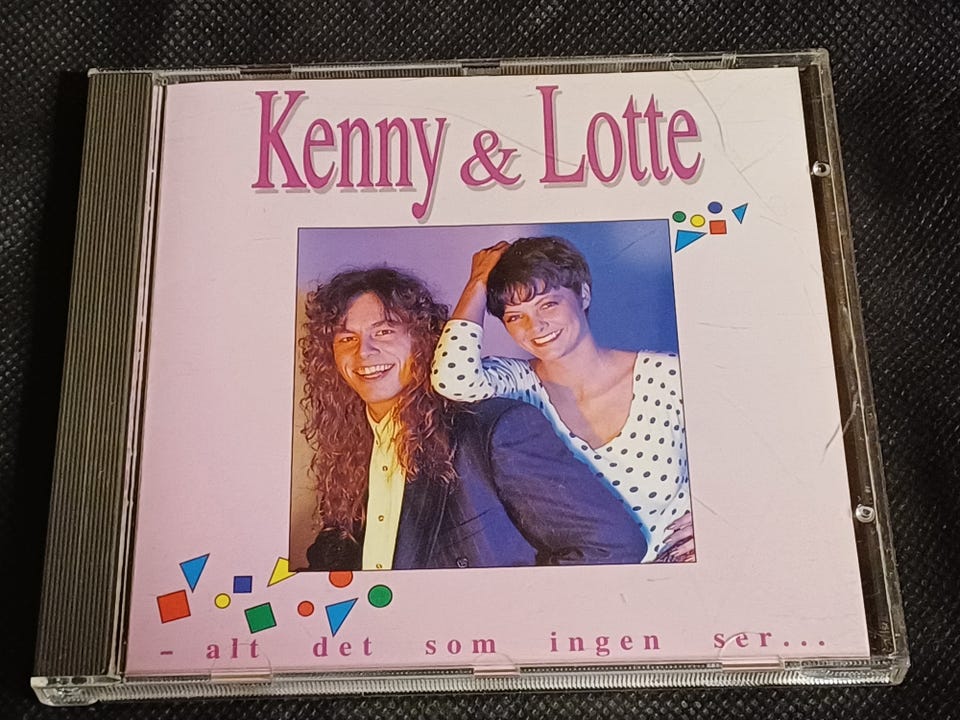 Kenny & Lotte
- alt det som ingen ser...